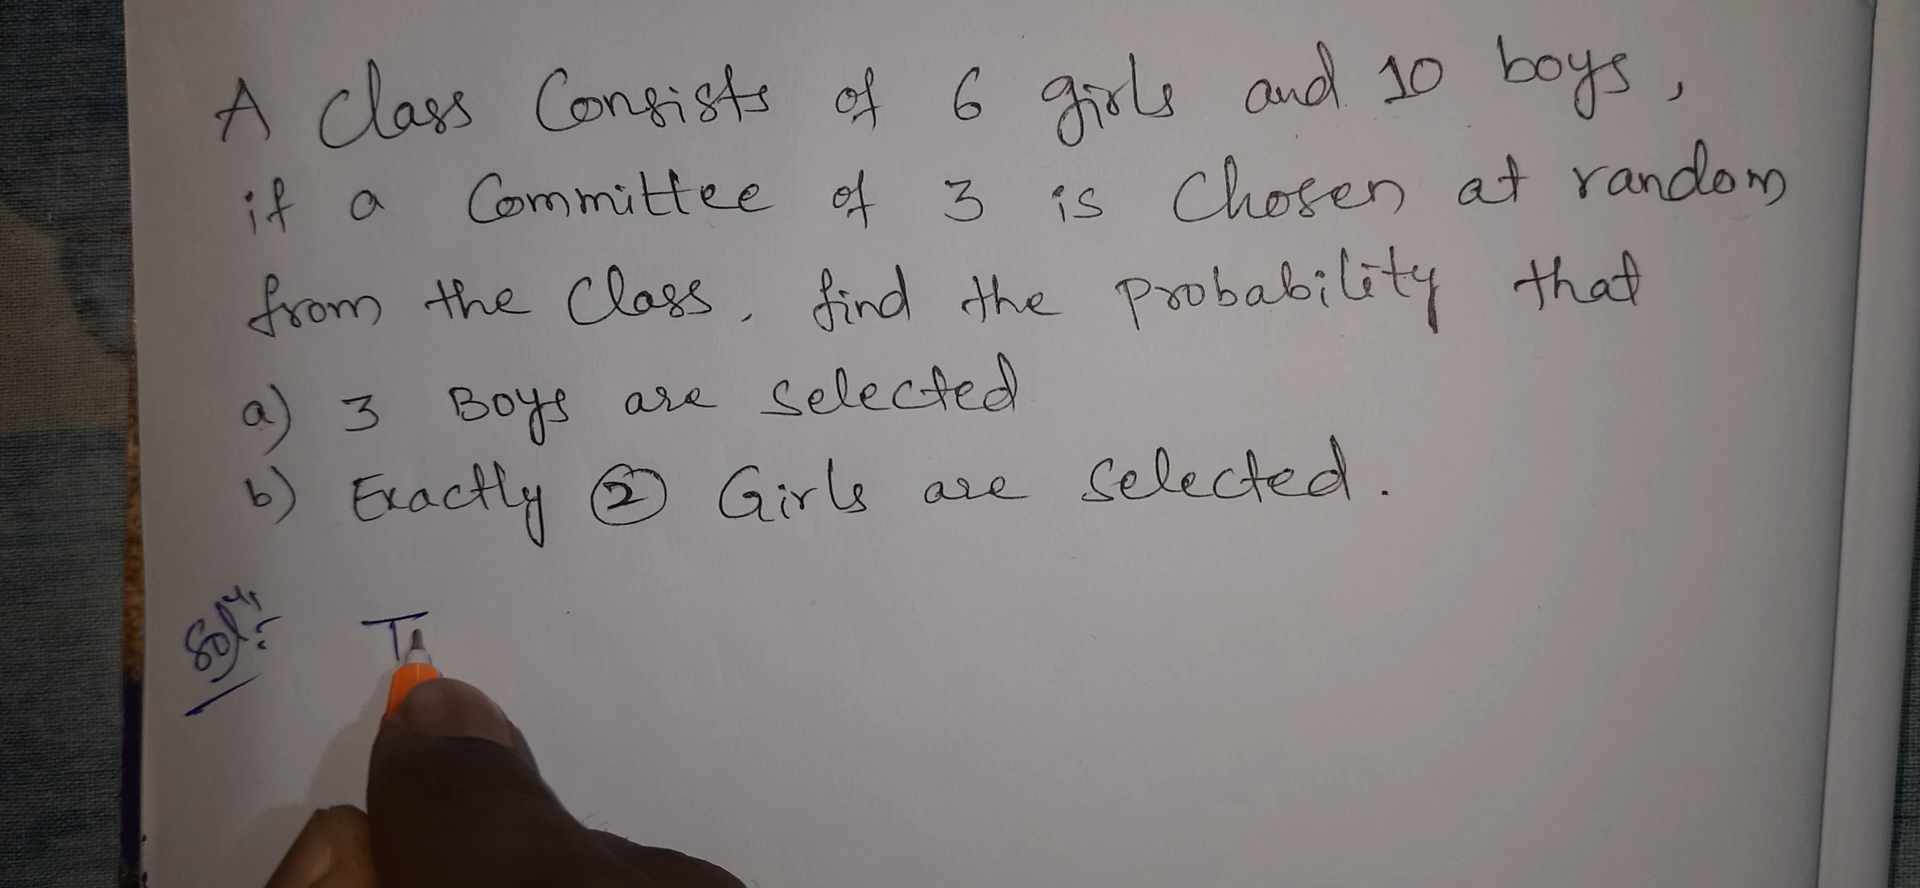 A Class Consists of 6 girls and 10 boys,
if a Committee of 3 is Chosen at random
from the Class, find the probability that
a) 3 Boys are selected
b) Exactly 2 Girls are selected.
Solⁿ:- T